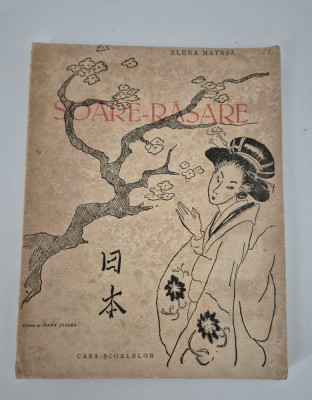 ELENA MATASĂ
SOARE-RĂSARE
日
本
CASA ȘCOALELOR